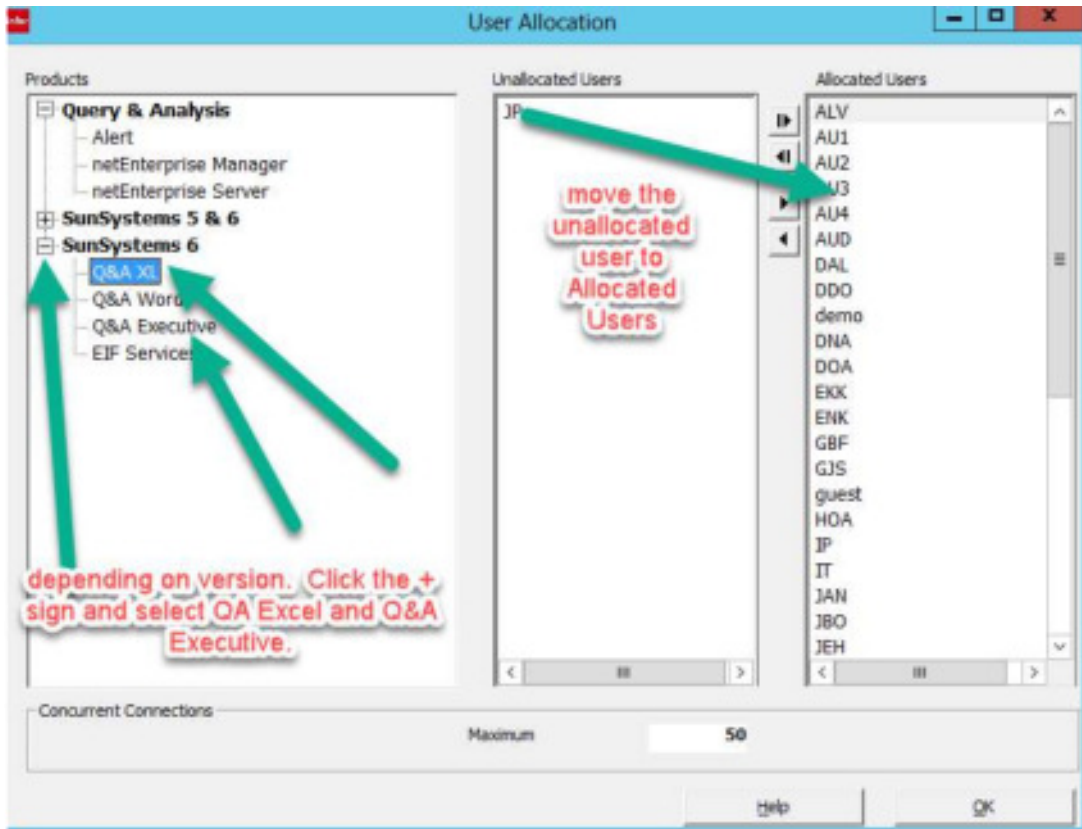 User Allocation
Products
Unallocated Users
Allocated Users
Query & Analysis
Alert
netEnterprise Manager
netEnterprise Server
SunSystems 5 & 6
SunSystems 6
Q&A XL
Q&A Word
Q&A Executive
EIF Services
depending on version. Click the +
sign and select QA Excel and Q&A
Executive.
JP
move the
unallocated
user to
Allocated
Users
ALV
AU1
AU2
AU3
AU4
AUD
DAL
DDO
demo
DNA
DOA
EKK
ENK
GBF
GJS
guest
HOA
IP
IT
JAN
JBO
JEH
Concurrent Connections
Maximum
50
Help
OK